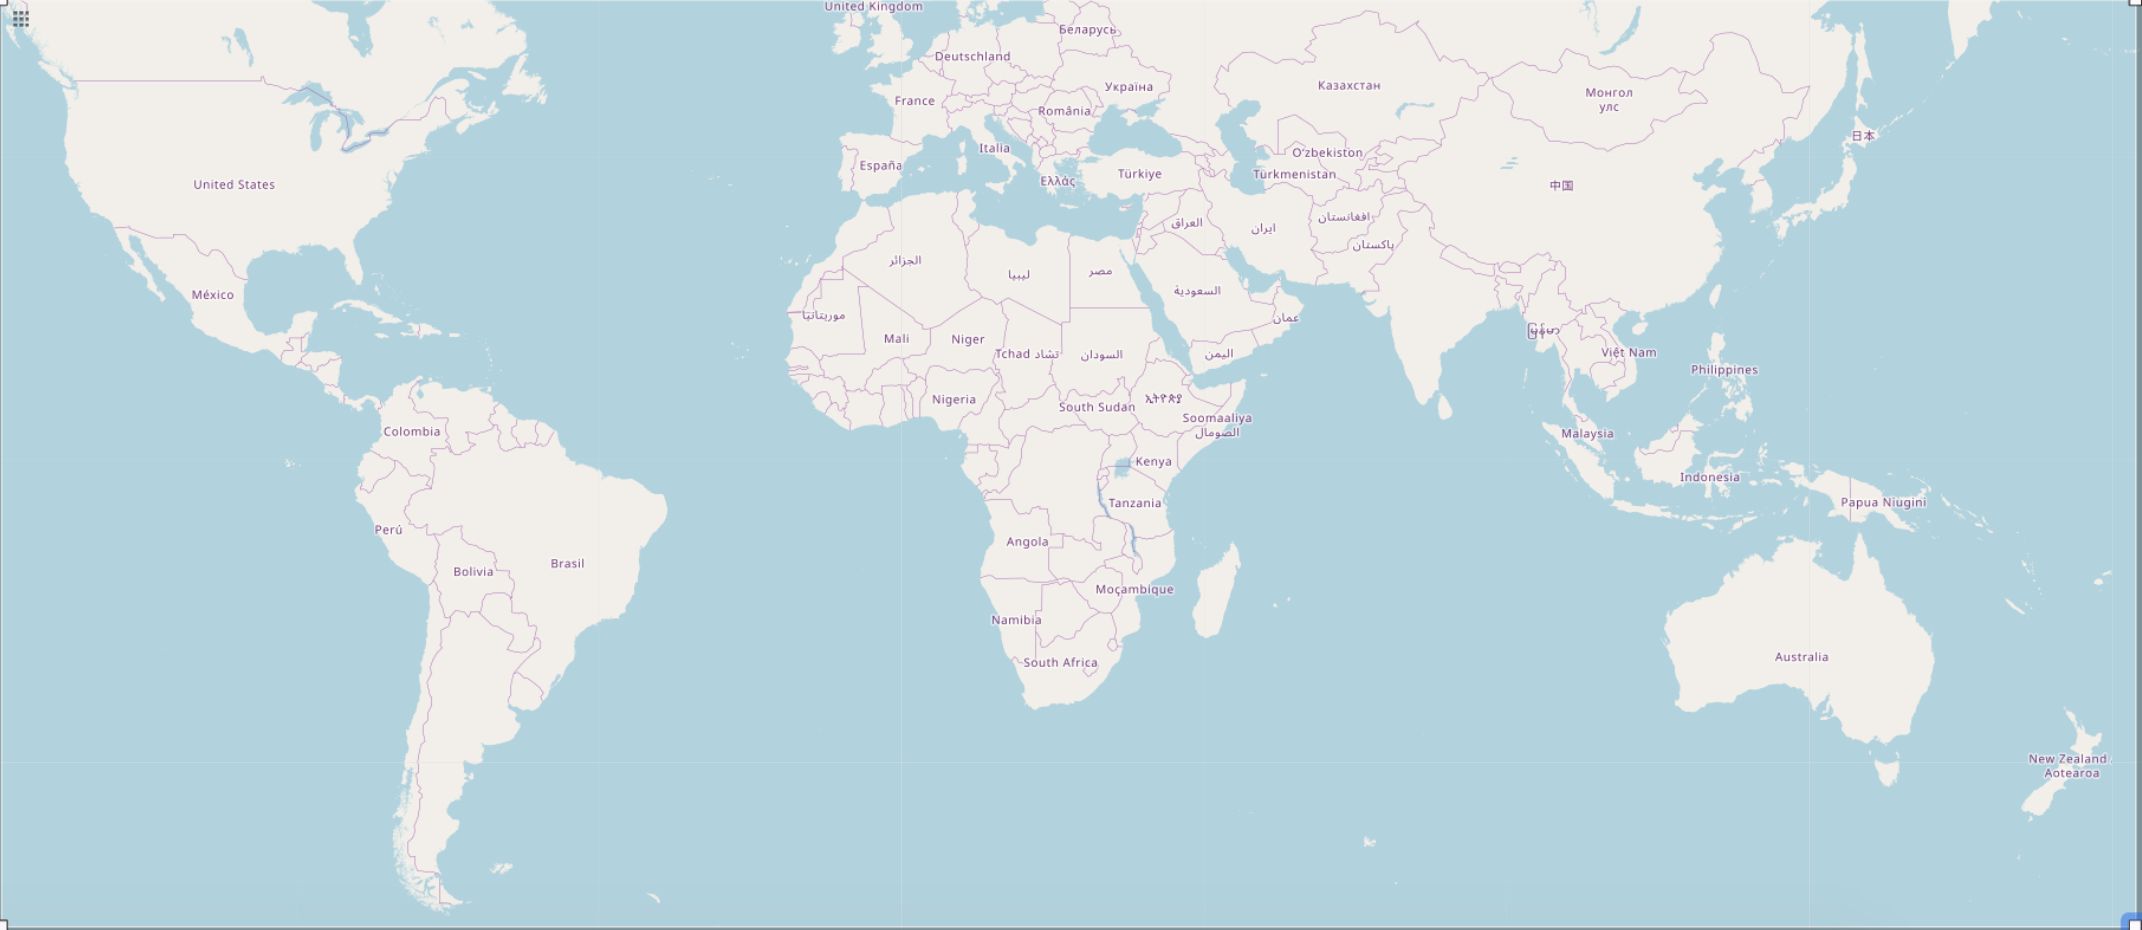 United Kingdom
Беларусь
Deutschland
Україна
Казахстан
Монгол
улс
France
România
日本
Italia
España
O'zbekiston
Türkiye
Türkmenistan
Ελλάς
United States
中国
افغانستان
العراق
ایران
پاکستان
الجزائر
ليبيا
مصر
السعودية
México
موريتانيا
عمان
မြန်မာ
Mali
Niger
Tchad تشاد
السودان
اليمن
Việt Nam
Philippines
Nigeria
ኢትዮጵያ
South Sudan
Soomaaliya
الصومال
Colombia
Malaysia
Kenya
Indonesia
Tanzania
Papua Niugini
Perú
Angola
Brasil
Bolivia
Moçambique
Namibia
South Africa
Australia
New Zealand /
Aotearoa